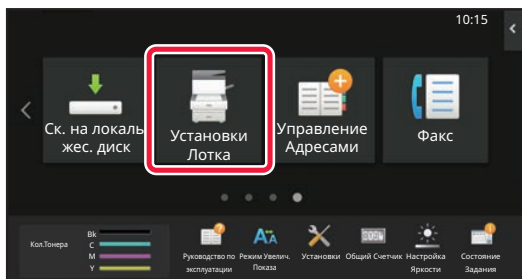 10:15
Ск. на локаль
жес. диск
Установки
Лотка
Управление
Адресами
Факс
Кол.Тонера
Bk
C
M
Y
Руководство по
эксплуатации
Режим Увелич.
Показа
Установки
Общий Счетчик
Настройка
Яркости
Состояние
Задания